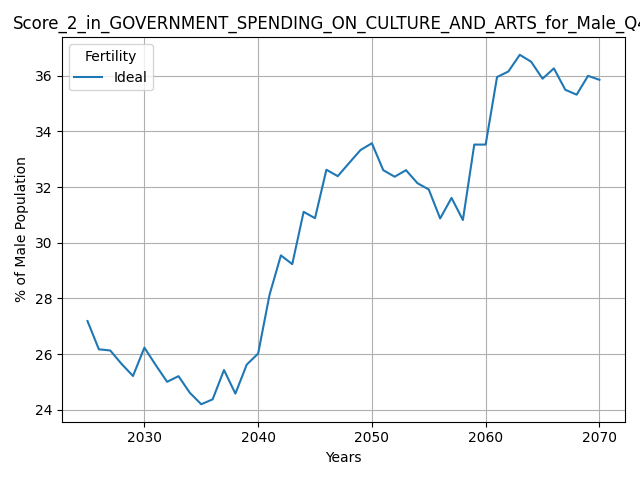 Score_2_in_GOVERNMENT_SPENDING_ON_CULTURE_AND_ARTS_for_Male_Q4
Fertility
Ideal
% of Male Population
36
34
32
30
28
26
24
2030 2040 2050 2060 2070
Years